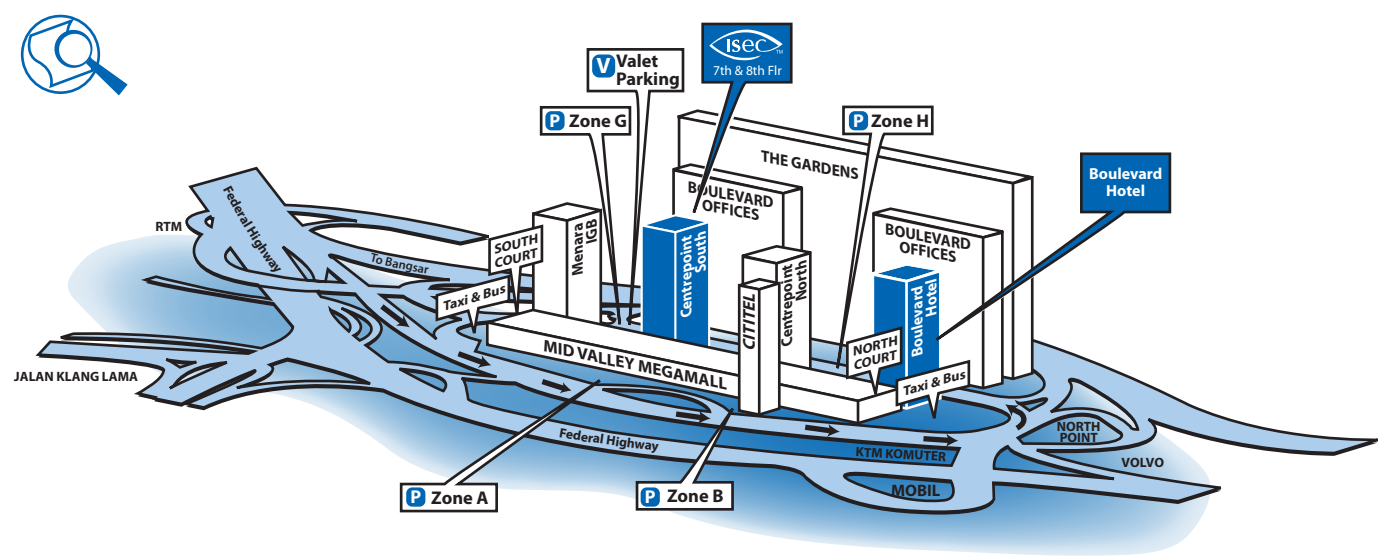 isec
TM
7th & 8th Flr
V Valet
Parking
P Zone G
P Zone H
THE GARDENS
Boulevard
Hotel
BOULEVARD
OFFICES
BOULEVARD
OFFICES
Federal Highway
RTM
To Bangsar
SOUTH
COURT
Taxi & Bus
Menara
IGB
Centrepoint
South
CITITEL
Centrepoint
North
Boulevard
Hotel
MID VALLEY MEGAMALL
NORTH
COURT
Taxi & Bus
JALAN KLANG LAMA
Federal Highway
KTM KOMUTER
NORTH
POINT
VOLVO
MOBIL
P Zone A
P Zone B